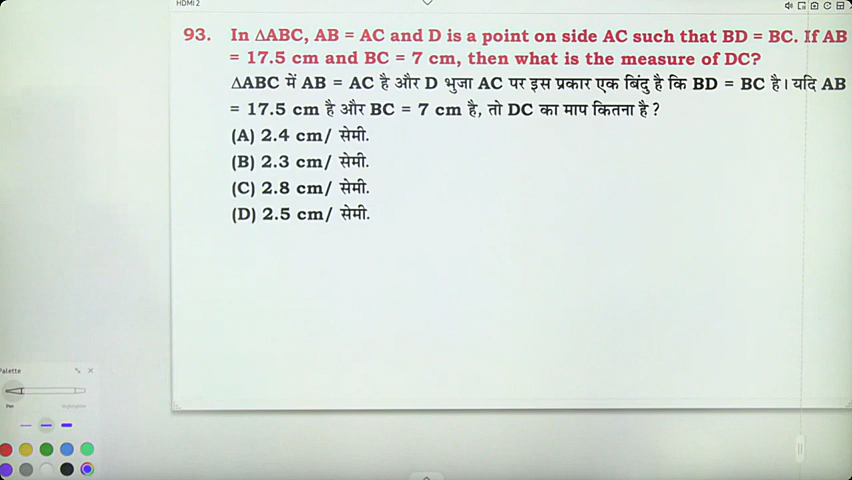 HDMI 2
93. In ΔABC, AB = AC and D is a point on side AC such that BD = BC. If AB
= 17.5 cm and BC = 7 cm, then what is the measure of DC?
ΔABC में AB = AC है और D भुजा AC पर इस प्रकार एक बिंदु है कि BD = BC है। यदि AB
= 17.5 cm है और BC = 7 cm है, तो DC का माप कितना है ?
(A) 2.4 cm/ सेमी.
(B) 2.3 cm/ सेमी.
(C) 2.8 cm/ सेमी.
(D) 2.5 cm/ सेमी.
Palette
Pen Highlighter